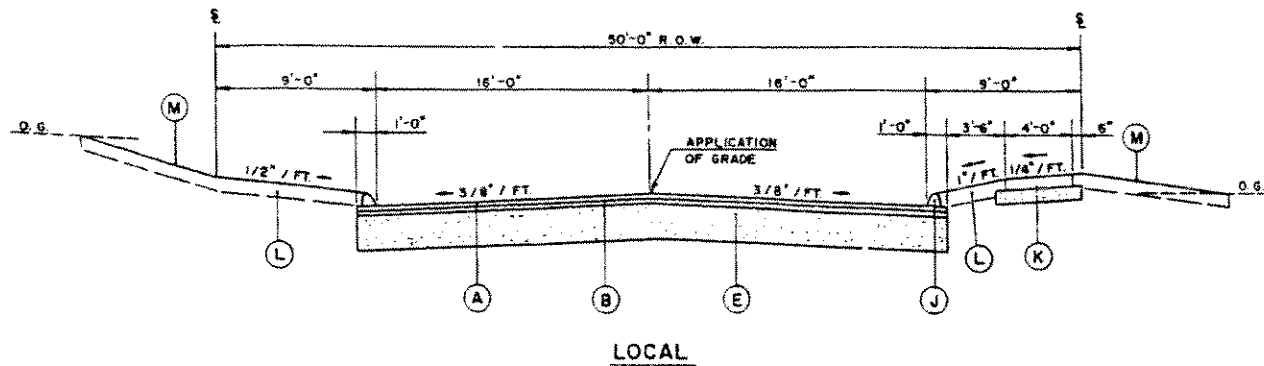 50'-0" R.O.W.
9'-0" 16'-0" 16'-0" 9'-0"
M
O.G.
1'-0"
APPLICATION
OF GRADE
1'-0" 3'-6" 4'-0" 6"
M
1/2" / FT.
3/8" / FT.
3/8" / FT.
1" / FT.
1/4" / FT.
O.G.
L
A
B
E
J
L
K
LOCAL